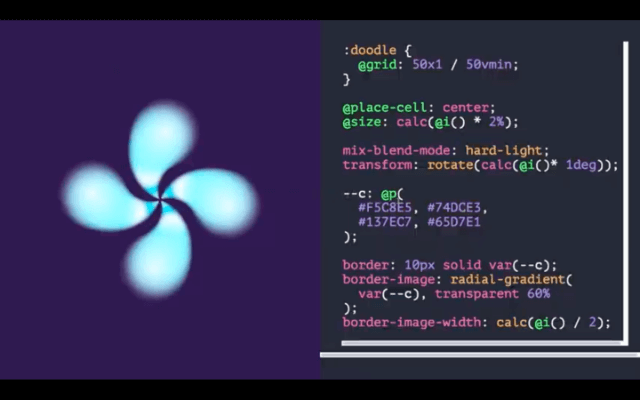 :doodle {
@grid: 50x1 / 50vmin;
}
@place-cell: center;
@size: calc(@i() * 2%);
mix-blend-mode: hard-light;
transform: rotate(calc(@i()* 1deg));
--c: @p(
#F5C8E5, #74DCE3,
#137EC7, #65D7E1
);
border: 10px solid var(--c);
border-image: radial-gradient(
var(--c), transparent 60%
);
border-image-width: calc(@i() / 2);